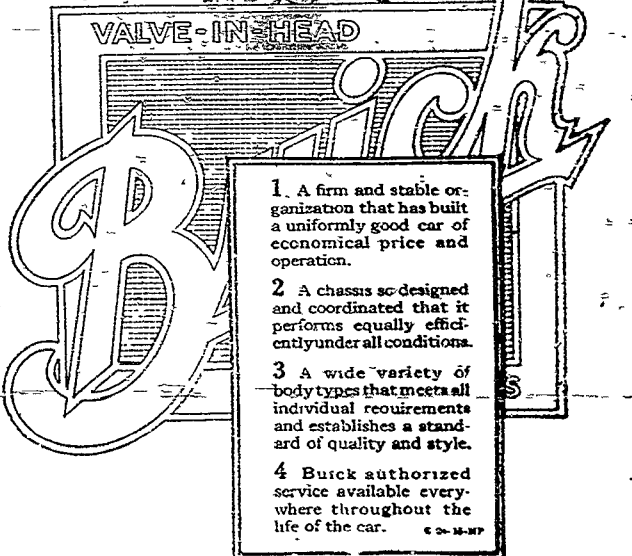 VALVE-IN-HEAD
Buick
1. A firm and stable or-
ganization that has built
a uniformly good car of
economical price and
operation.
2 A chassis so designed
and coordinated that it
performs equally effici-
ently under all conditions.
3 A wide variety of
body types that meets all
individual requirements
and establishes a stand-
ard of quality and style.
4 Buick authorized
service available every-
where throughout the
life of the car.